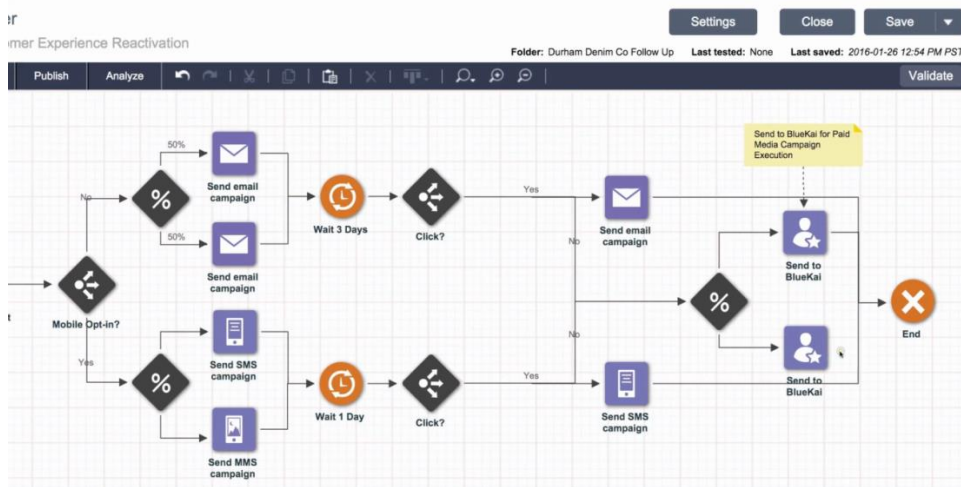 er
omer Experience Reactivation
Settings
Close
Save
Folder: Durham Denim Co Follow Up Last tested: None Last saved: 2016-01-26 12:54 PM PST
Publish
Analyze
Validate
Send to BlueKai for Paid
Media Campaign
Execution
50%
Send email
campaign
No
%
50%
Send email
campaign
Wait 3 Days
Click?
Yes
No
Send email
campaign
Send to
BlueKai
t
Mobile Opt-in?
%
End
Yes
%
Send SMS
campaign
Send MMS
campaign
Wait 1 Day
Click?
No
Yes
Send SMS
campaign
Send to
BlueKai